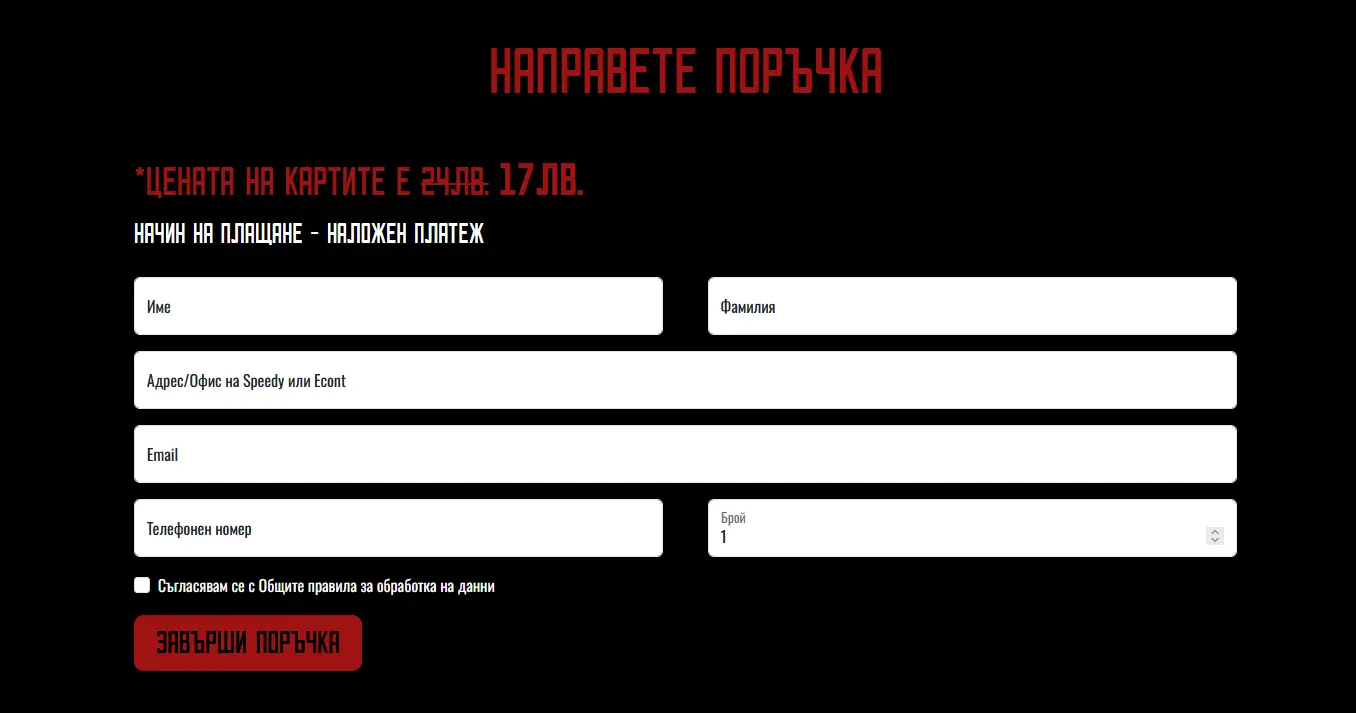 НАПРАВЕТЕ ПОРЪЧКА
*ЦЕНАТА НА КАРТИТЕ Е 24ЛВ. 17ЛВ.
НАЧИН НА ПЛАЩАНЕ - НАЛОЖЕН ПЛАТЕЖ
Име
Фамилия
Адрес/Офис на Speedy или Econt
Email
Телефонен номер
Брой
1
Съгласявам се с Общите правила за обработка на данни
ЗАВЪРШИ ПОРЪЧКА